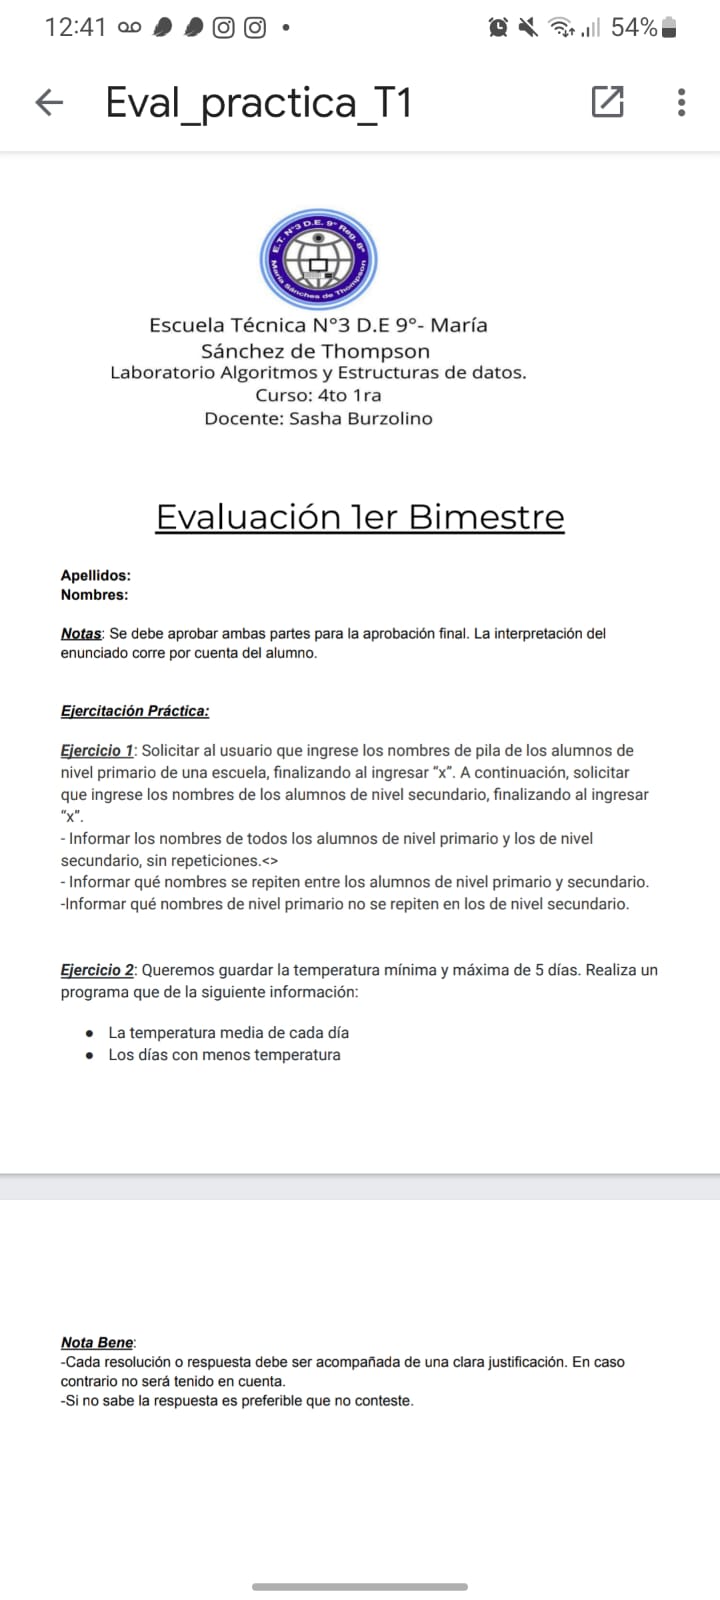 12:41
54%
Eval_practica_T1
E.T. N°3 D.E. 9° Reg. 6°
María Sánches de Thompson
Escuela Técnica N°3 D.E 9°- María
Sánchez de Thompson
Laboratorio Algoritmos y Estructuras de datos.
Curso: 4to 1ra
Docente: Sasha Burzolino
Evaluación 1er Bimestre
Apellidos:
Nombres:
Notas: Se debe aprobar ambas partes para la aprobación final. La interpretación del
enunciado corre por cuenta del alumno.
Ejercitación Práctica:
Ejercicio 1: Solicitar al usuario que ingrese los nombres de pila de los alumnos de
nivel primario de una escuela, finalizando al ingresar “x”. A continuación, solicitar
que ingrese los nombres de los alumnos de nivel secundario, finalizando al ingresar
“x”.
- Informar los nombres de todos los alumnos de nivel primario y los de nivel
secundario, sin repeticiones.<>
- Informar qué nombres se repiten entre los alumnos de nivel primario y secundario.
-Informar qué nombres de nivel primario no se repiten en los de nivel secundario.
Ejercicio 2: Queremos guardar la temperatura mínima y máxima de 5 días. Realiza un
programa que de la siguiente información:
● La temperatura media de cada día
● Los días con menos temperatura
Nota Bene:
-Cada resolución o respuesta debe ser acompañada de una clara justificación. En caso
contrario no será tenido en cuenta.
-Si no sabe la respuesta es preferible que no conteste.